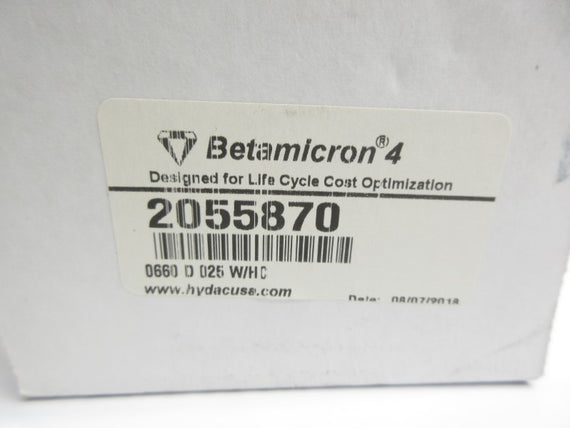 Betamicron®4
Designed for Life Cycle Cost Optimization
2055870
0660 D 025 W/HC
www.hydacusa.com
Date: 08/07/2018